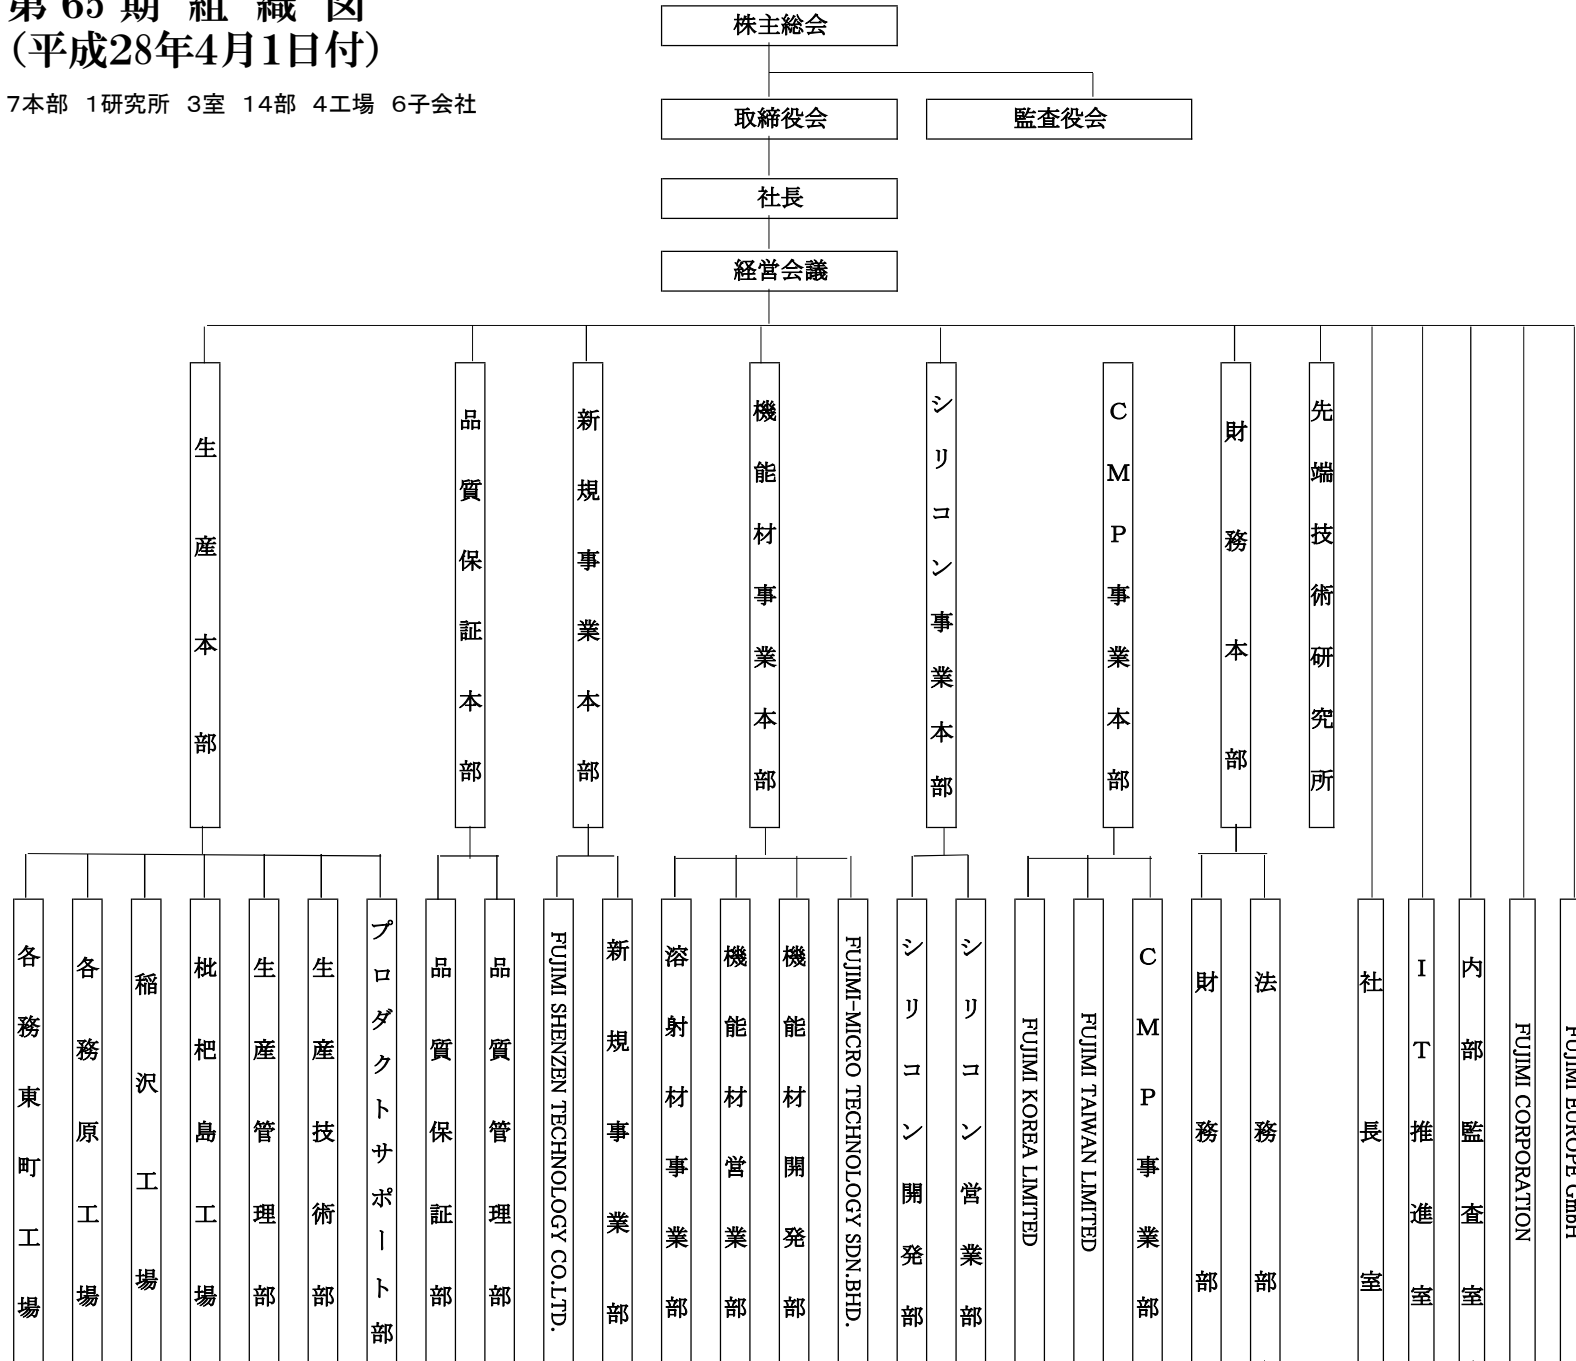 第65期 組織図
（平成28年4月1日付）
7本部 1研究所 3室 14部 4工場 6子会社
株主総会
取締役会
監査役会
社長
経営会議
生産本部
品質保証本部
新規事業本部
機能材事業本部
シリコン事業本部
CMP事業本部
財務本部
先端技術研究所
各務東町工場
各務原工場
稲沢工場
枇杷島工場
生産管理部
生産技術部
プロダクトサポート部
品質保証部
品質管理部
FUJIMI SHENZEN TECHNOLOGY CO.LTD.
新規事業部
溶射材事業部
機能材営業部
機能材開発部
FUJIMI-MICRO TECHNOLOGY SDN.BHD.
シリコン開発部
シリコン営業部
FUJIMI KOREA LIMITED
FUJIMI TAIWAN LIMITED
CMP事業部
財務部
法務部
社長室
IT推進室
内部監査室
FUJIMI CORPORATION
FUJIMI EUROPE GmbH